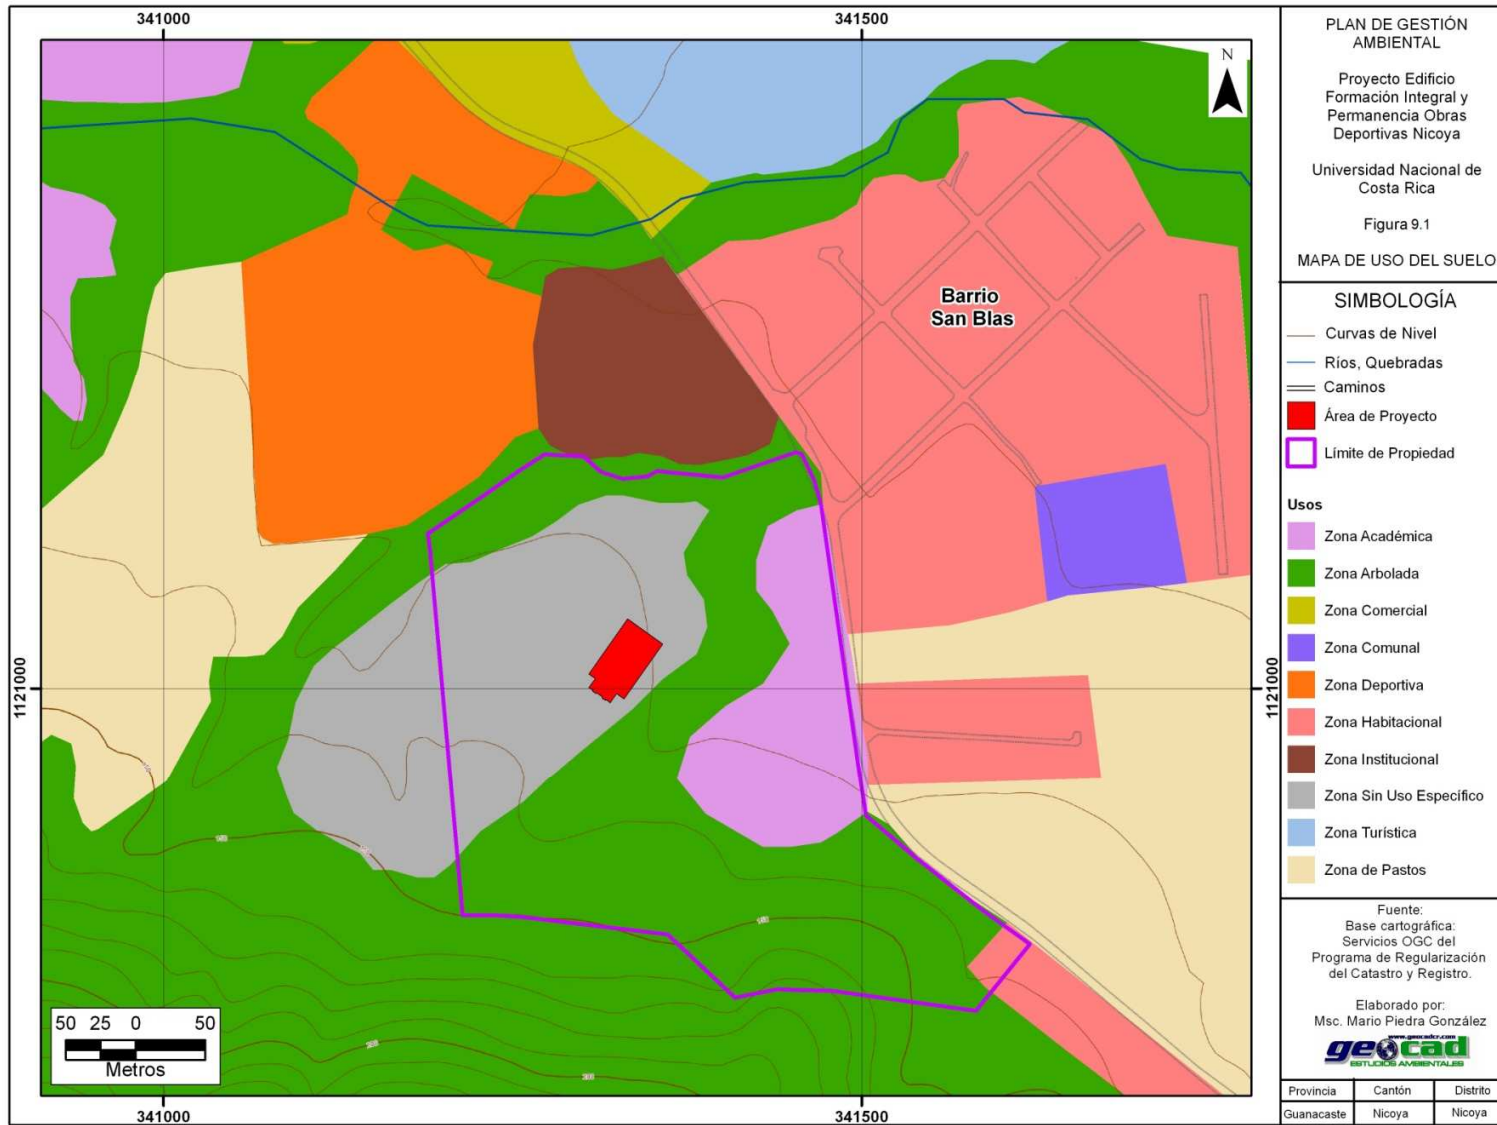 341000
341500
N
Barrio
San Blas
1121000
1121000
50 25 0 50
Metros
341000
341500
PLAN DE GESTIÓN
AMBIENTAL
Proyecto Edificio
Formación Integral y
Permanencia Obras
Deportivas Nicoya
Universidad Nacional de
Costa Rica
Figura 9.1
MAPA DE USO DEL SUELO
SIMBOLOGÍA
Curvas de Nivel
Ríos, Quebradas
Caminos
Área de Proyecto
Límite de Propiedad
Usos
Zona Académica
Zona Arbolada
Zona Comercial
Zona Comunal
Zona Deportiva
Zona Habitacional
Zona Institucional
Zona Sin Uso Específico
Zona Turística
Zona de Pastos
Fuente:
Base cartográfica:
Servicios OGC del
Programa de Regularización
del Catastro y Registro.
Elaborado por:
Msc. Mario Piedra González
www.geocadcr.com
geocad
ESTUDIOS AMBIENTALES
Provincia Cantón Distrito
Guanacaste Nicoya Nicoya